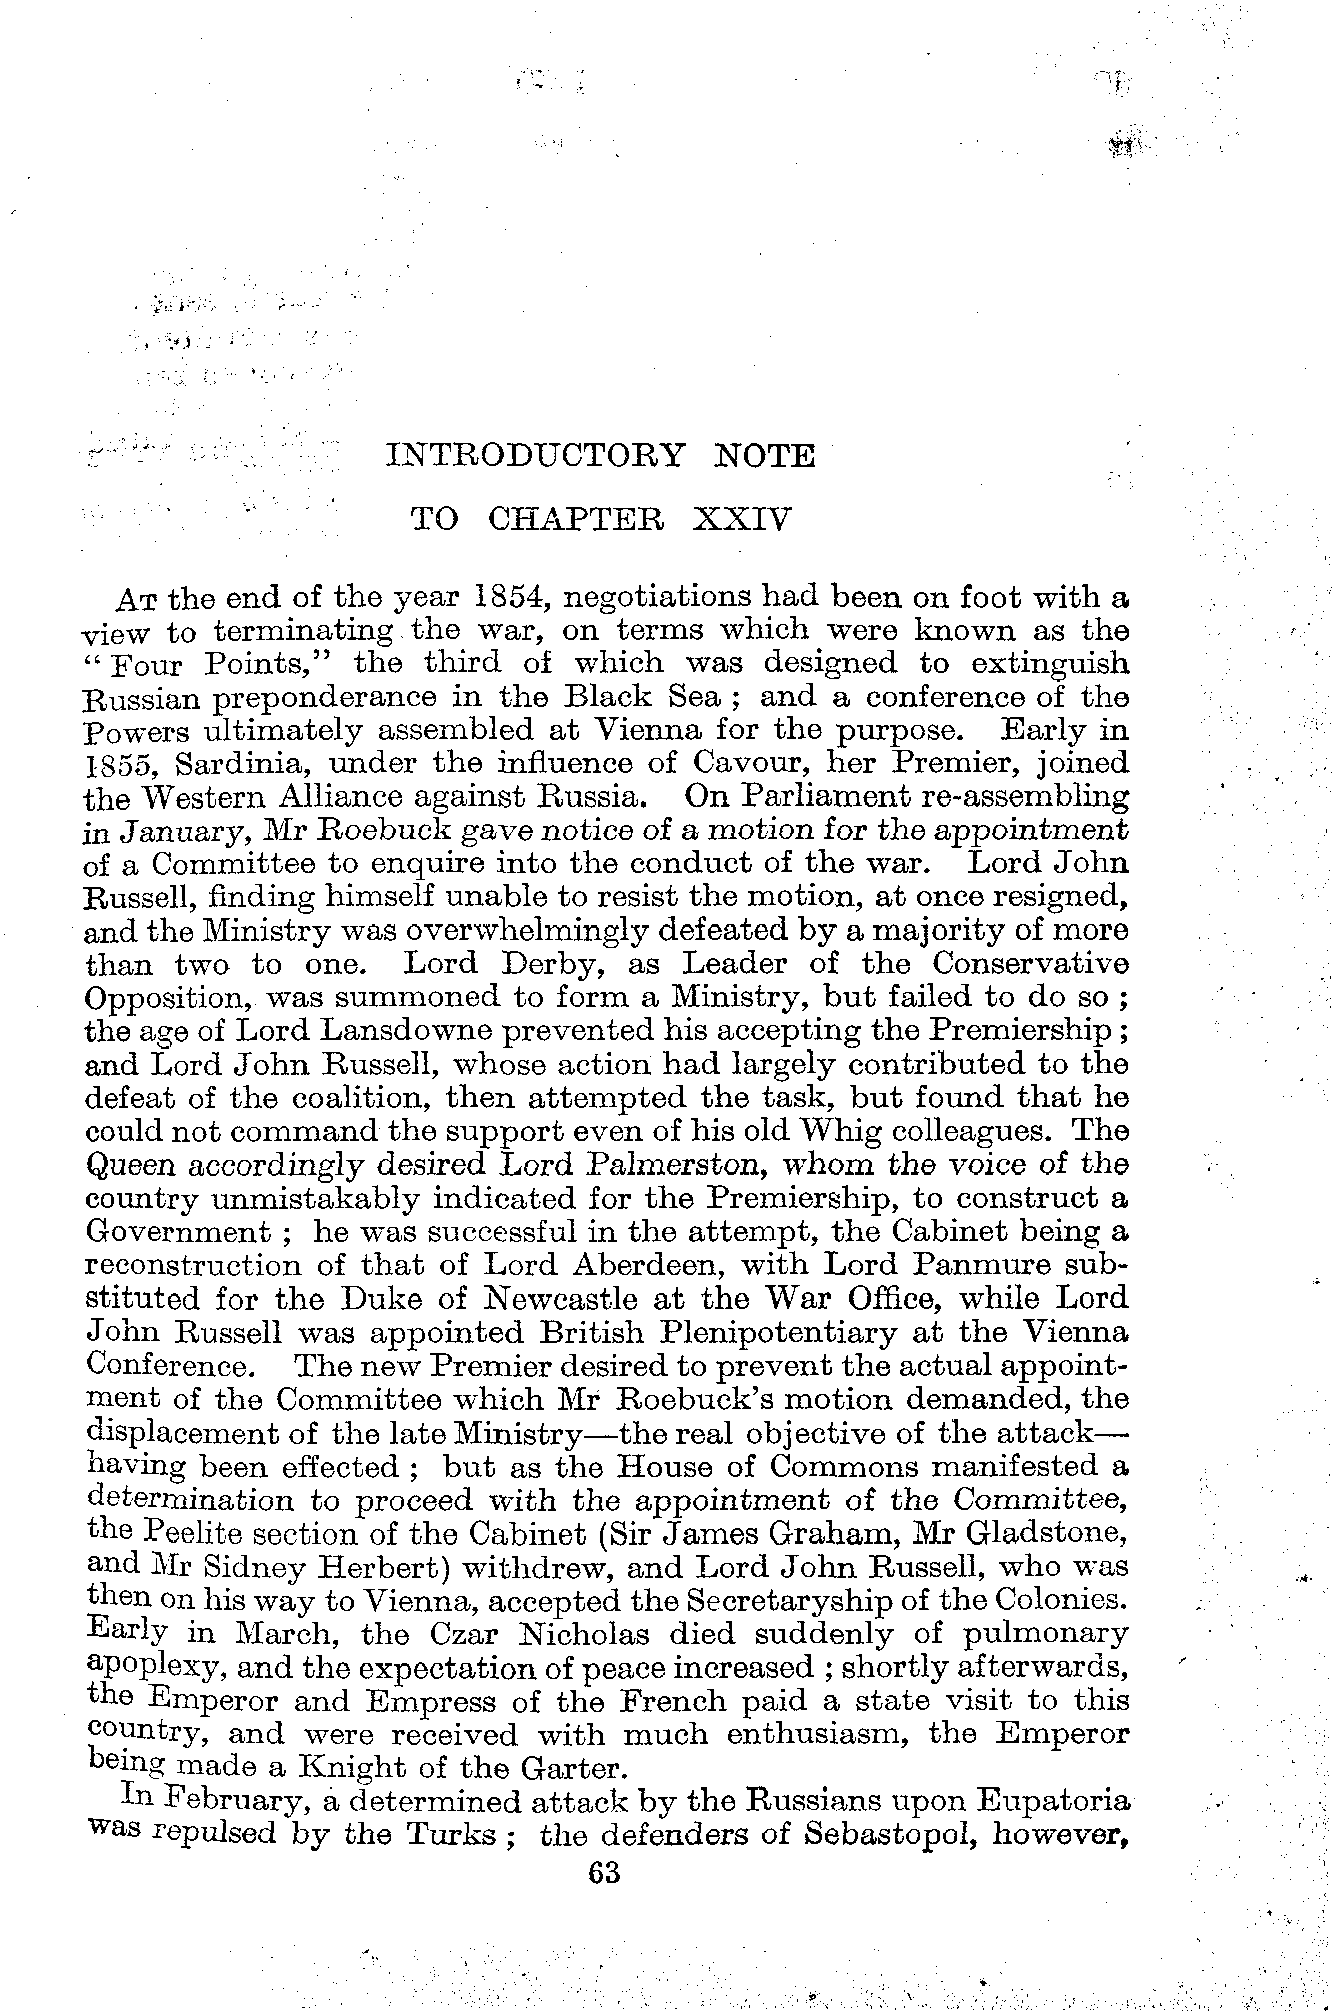 INTRODUCTORY NOTE
TO CHAPTER XXIV
AT the end of the year 1854, negotiations had been on foot with a
view to terminating the war, on terms which were known as the
“ Four Points,” the third of which was designed to extinguish
Russian preponderance in the Black Sea ; and a conference of the
Powers ultimately assembled at Vienna for the purpose. Early in
1855, Sardinia, under the influence of Cavour, her Premier, joined
the Western Alliance against Russia. On Parliament re-assembling
in January, Mr Roebuck gave notice of a motion for the appointment
of a Committee to enquire into the conduct of the war. Lord John
Russell, finding himself unable to resist the motion, at once resigned,
and the Ministry was overwhelmingly defeated by a majority of more
than two to one. Lord Derby, as Leader of the Conservative
Opposition, was summoned to form a Ministry, but failed to do so ;
the age of Lord Lansdowne prevented his accepting the Premiership ;
and Lord John Russell, whose action had largely contributed to the
defeat of the coalition, then attempted the task, but found that he
could not command the support even of his old Whig colleagues. The
Queen accordingly desired Lord Palmerston, whom the voice of the
country unmistakably indicated for the Premiership, to construct a
Government ; he was successful in the attempt, the Cabinet being a
reconstruction of that of Lord Aberdeen, with Lord Panmure sub-
stituted for the Duke of Newcastle at the War Office, while Lord
John Russell was appointed British Plenipotentiary at the Vienna
Conference. The new Premier desired to prevent the actual appoint-
ment of the Committee which Mr Roebuck's motion demanded, the
displacement of the late Ministry—the real objective of the attack—
having been effected ; but as the House of Commons manifested a
determination to proceed with the appointment of the Committee,
the Peelite section of the Cabinet (Sir James Graham, Mr Gladstone,
and Mr Sidney Herbert) withdrew, and Lord John Russell, who was
then on his way to Vienna, accepted the Secretaryship of the Colonies.
Early in March, the Czar Nicholas died suddenly of pulmonary
apoplexy, and the expectation of peace increased ; shortly afterwards,
the Emperor and Empress of the French paid a state visit to this
country, and were received with much enthusiasm, the Emperor
being made a Knight of the Garter.
In February, a determined attack by the Russians upon Eupatoria
was repulsed by the Turks ; the defenders of Sebastopol, however,
63